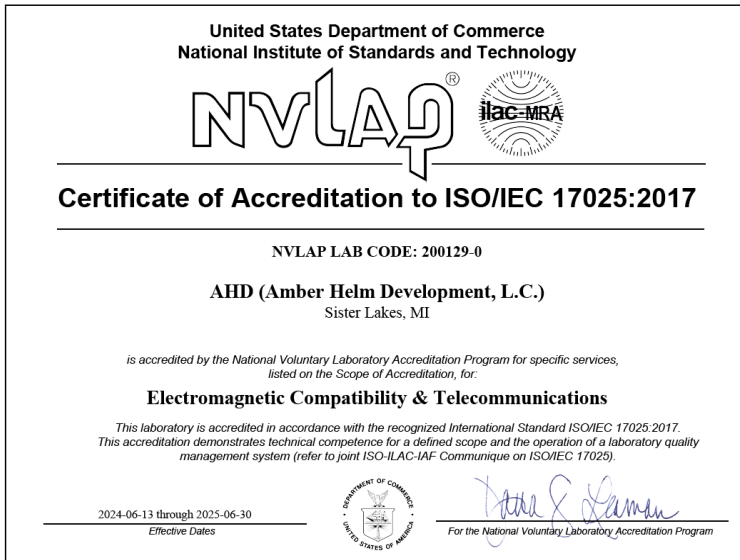 United States Department of Commerce
National Institute of Standards and Technology
NVLAP®
ilac-MRA
Certificate of Accreditation to ISO/IEC 17025:2017
NVLAP LAB CODE: 200129-0
AHD (Amber Helm Development, L.C.)
Sister Lakes, MI
is accredited by the National Voluntary Laboratory Accreditation Program for specific services,
listed on the Scope of Accreditation, for:
Electromagnetic Compatibility & Telecommunications
This laboratory is accredited in accordance with the recognized International Standard ISO/IEC 17025:2017.
This accreditation demonstrates technical competence for a defined scope and the operation of a laboratory quality
management system (refer to joint ISO-ILAC-IAF Communique on ISO/IEC 17025).
2024-06-13 through 2025-06-30
Effective Dates
DEPARTMENT OF COMMERCE
UNITED STATES OF AMERICA
For the National Voluntary Laboratory Accreditation Program